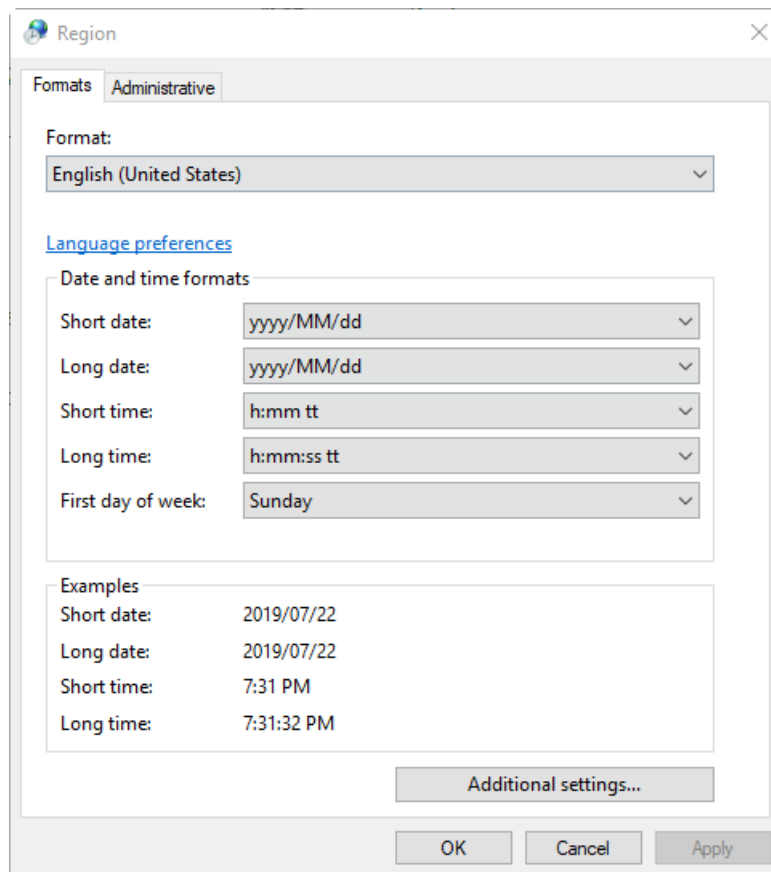 Region
Formats Administrative
Format:
English (United States)
Language preferences
Date and time formats
Short date: yyyy/MM/dd
Long date: yyyy/MM/dd
Short time: h:mm tt
Long time: h:mm:ss tt
First day of week: Sunday
Examples
Short date: 2019/07/22
Long date: 2019/07/22
Short time: 7:31 PM
Long time: 7:31:32 PM
Additional settings...
OK Cancel Apply